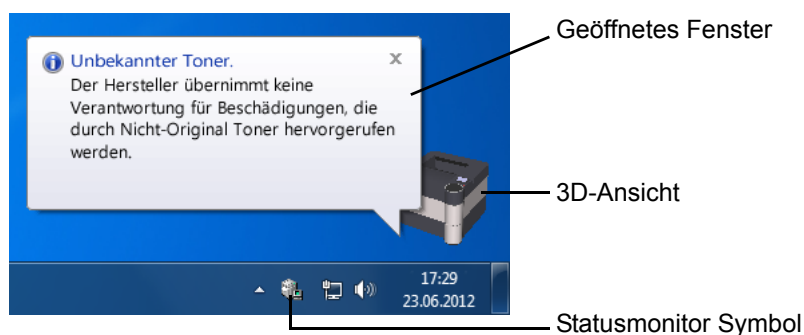 Unbekannter Toner.
Der Hersteller übernimmt keine
Verantwortung für Beschädigungen, die
durch Nicht-Original Toner hervorgerufen
werden.
Geöffnetes Fenster
3D-Ansicht
17:29
23.06.2012
Statusmonitor Symbol